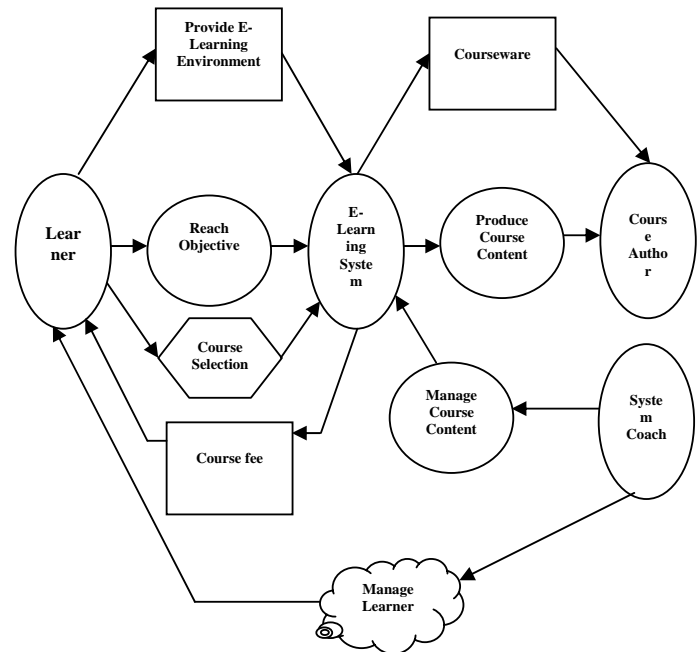 Provide E-
Learning
Environment
Courseware
Lear
ner
Reach
Objective
E-
Learn
ing
Syste
m
Produce
Course
Content
Cours
e
Autho
r
Course
Selection
Manage
Course
Content
Syste
m
Coach
Course fee
Manage
Learner